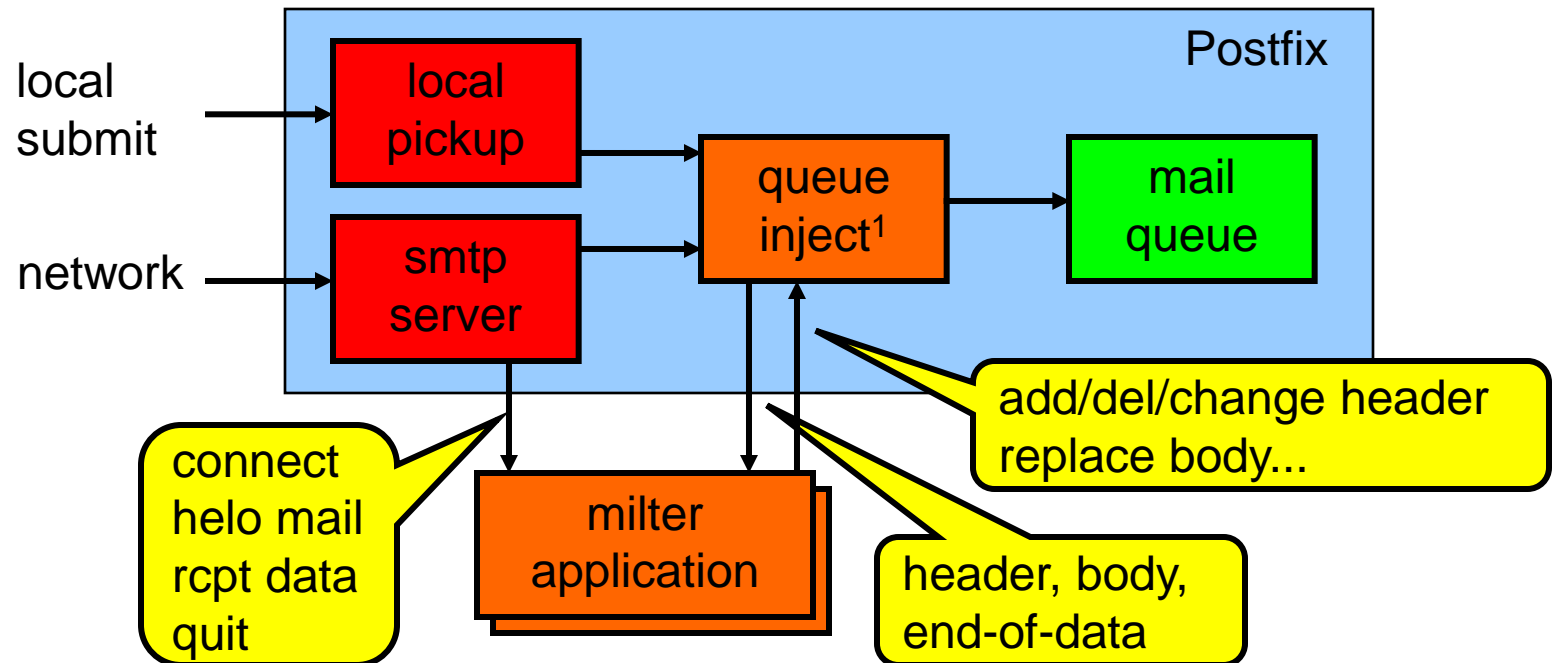 Postfix
local
submit
local
pickup
queue
inject¹
mail
queue
network
smtp
server
add/del/change header
replace body...
connect
helo mail
rcpt data
quit
milter
application
header, body,
end-of-data